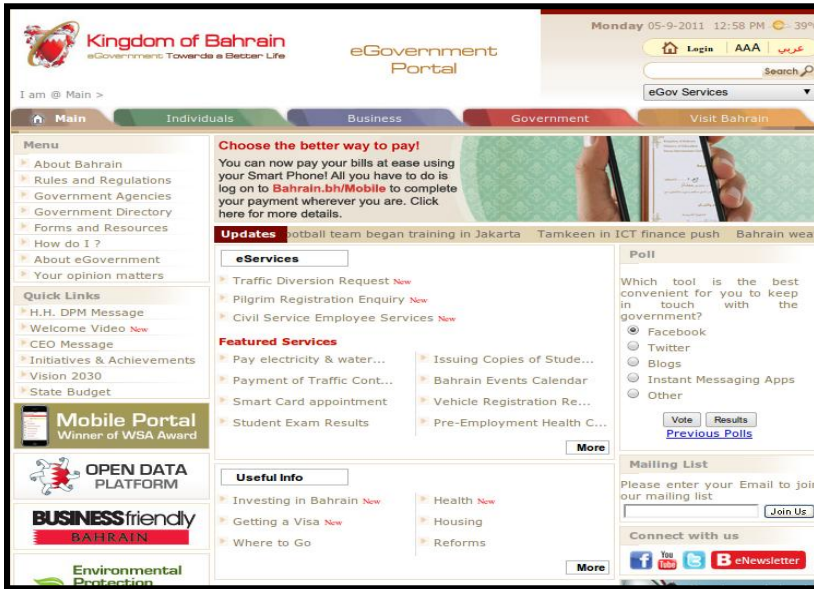 Kingdom of Bahrain
eGovernment Towards a Better Life
eGovernment
Portal
Monday 05-9-2011 12:58 PM 39°
Login AAA عربي
Search
I am @ Main >
eGov Services
Main
Individuals
Business
Government
Visit Bahrain
Menu
About Bahrain
Rules and Regulations
Government Agencies
Government Directory
Forms and Resources
How do I ?
About eGovernment
Your opinion matters
Quick Links
H.H. DPM Message
Welcome Video New
CEO Message
Initiatives & Achievements
Vision 2030
State Budget
Mobile Portal
Winner of WSA Award
OPEN DATA
PLATFORM
BUSINESS friendly
BAHRAIN
Environmental
Protection
Choose the better way to pay!
You can now pay your bills at ease using
your Smart Phone! All you have to do is
log on to Bahrain.bh/Mobile to complete
your payment wherever you are. Click
here for more details.
Updates ootball team began training in Jakarta Tamkeen in ICT finance push Bahrain wea
eServices
Traffic Diversion Request New
Pilgrim Registration Enquiry New
Civil Service Employee Services New
Featured Services
Pay electricity & water...
Payment of Traffic Cont...
Smart Card appointment
Student Exam Results
Issuing Copies of Stude...
Bahrain Events Calendar
Vehicle Registration Re...
Pre-Employment Health C...
More
Useful Info
Investing in Bahrain New
Getting a Visa New
Where to Go
Health New
Housing
Reforms
More
Poll
Which tool is the best
convenient for you to keep
in touch with the
government?
Facebook
Twitter
Blogs
Instant Messaging Apps
Other
Vote Results
Previous Polls
Mailing List
Please enter your Email to joi
our mailing list
Join Us
Connect with us
f You Tube t B eNewsletter